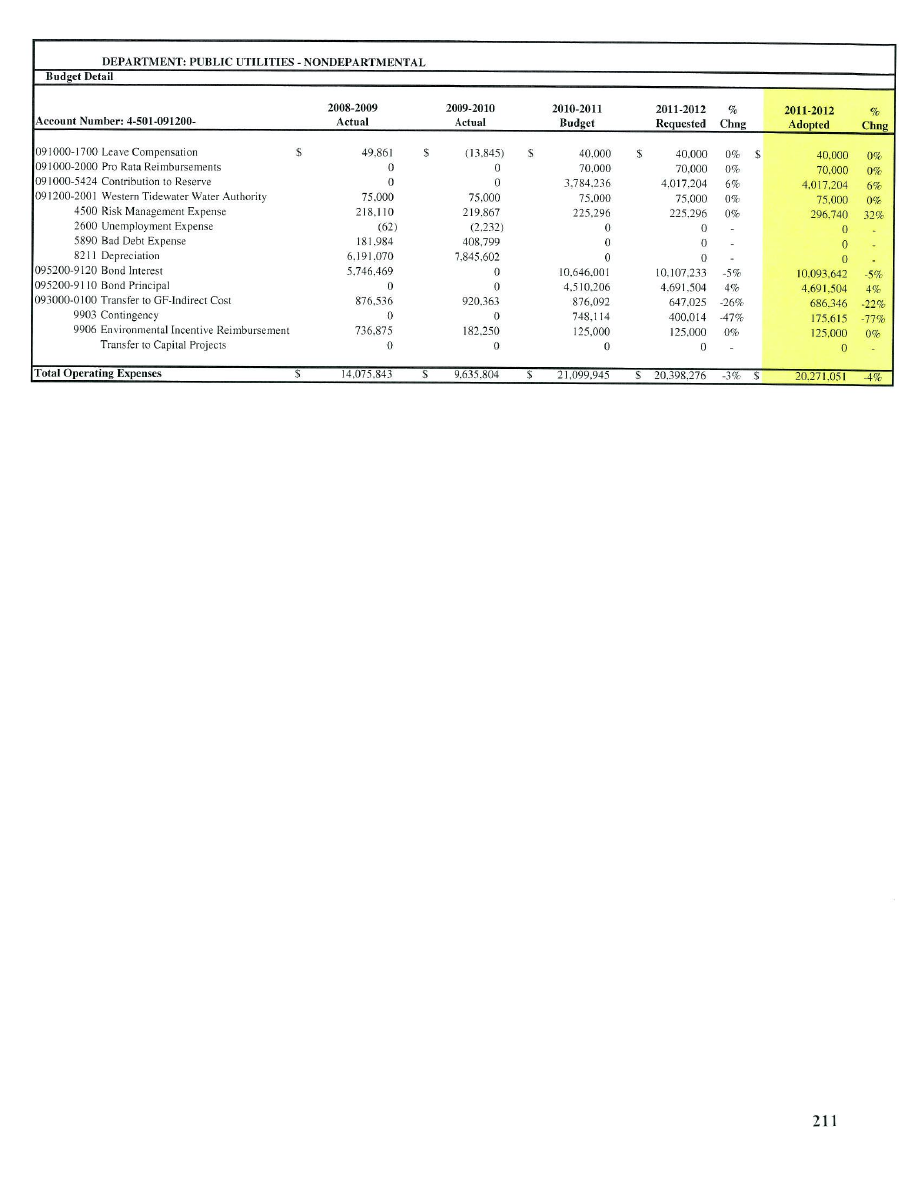 DEPARTMENT: PUBLIC UTILITIES - NONDEPARTMENTAL
Budget Detail
2008-2009 2009-2010 2010-2011 2011-2012 % 2011-2012 %
Account Number: 4-501-091200- Actual Actual Budget Requested Chng Adopted Chng
091000-1700 Leave Compensation $ 49,861 $ (13,845) $ 40,000 $ 40,000 0% $ 40,000 0%
091000-2000 Pro Rata Reimbursements 0 0 70,000 70,000 0% 70,000 0%
091000-5424 Contribution to Reserve 0 0 3,784,236 4,017,204 6% 4,017,204 6%
091200-2001 Western Tidewater Water Authority 75,000 75,000 75,000 75,000 0% 75,000 0%
4500 Risk Management Expense 218,110 219,867 225,296 225,296 0% 296,740 32%
2600 Unemployment Expense (62) (2,232) 0 0 - 0 -
5890 Bad Debt Expense 181,984 408,799 0 0 - 0 -
8211 Depreciation 6,191,070 7,845,602 0 0 - 0 -
095200-9120 Bond Interest 5,746,469 0 10,646,001 10,107,233 -5% 10,093,642 -5%
095200-9110 Bond Principal 0 0 4,510,206 4,691,504 4% 4,691,504 4%
093000-0100 Transfer to GF-Indirect Cost 876,536 920,363 876,092 647,025 -26% 686,346 -22%
9903 Contingency 0 0 748,114 400,014 -47% 175,615 -77%
9906 Environmental Incentive Reimbursement 736,875 182,250 125,000 125,000 0% 125,000 0%
Transfer to Capital Projects 0 0 0 0 - 0 -
Total Operating Expenses $ 14,075,843 $ 9,635,804 $ 21,099,945 $ 20,398,276 -3% $ 20,271,051 -4%
211